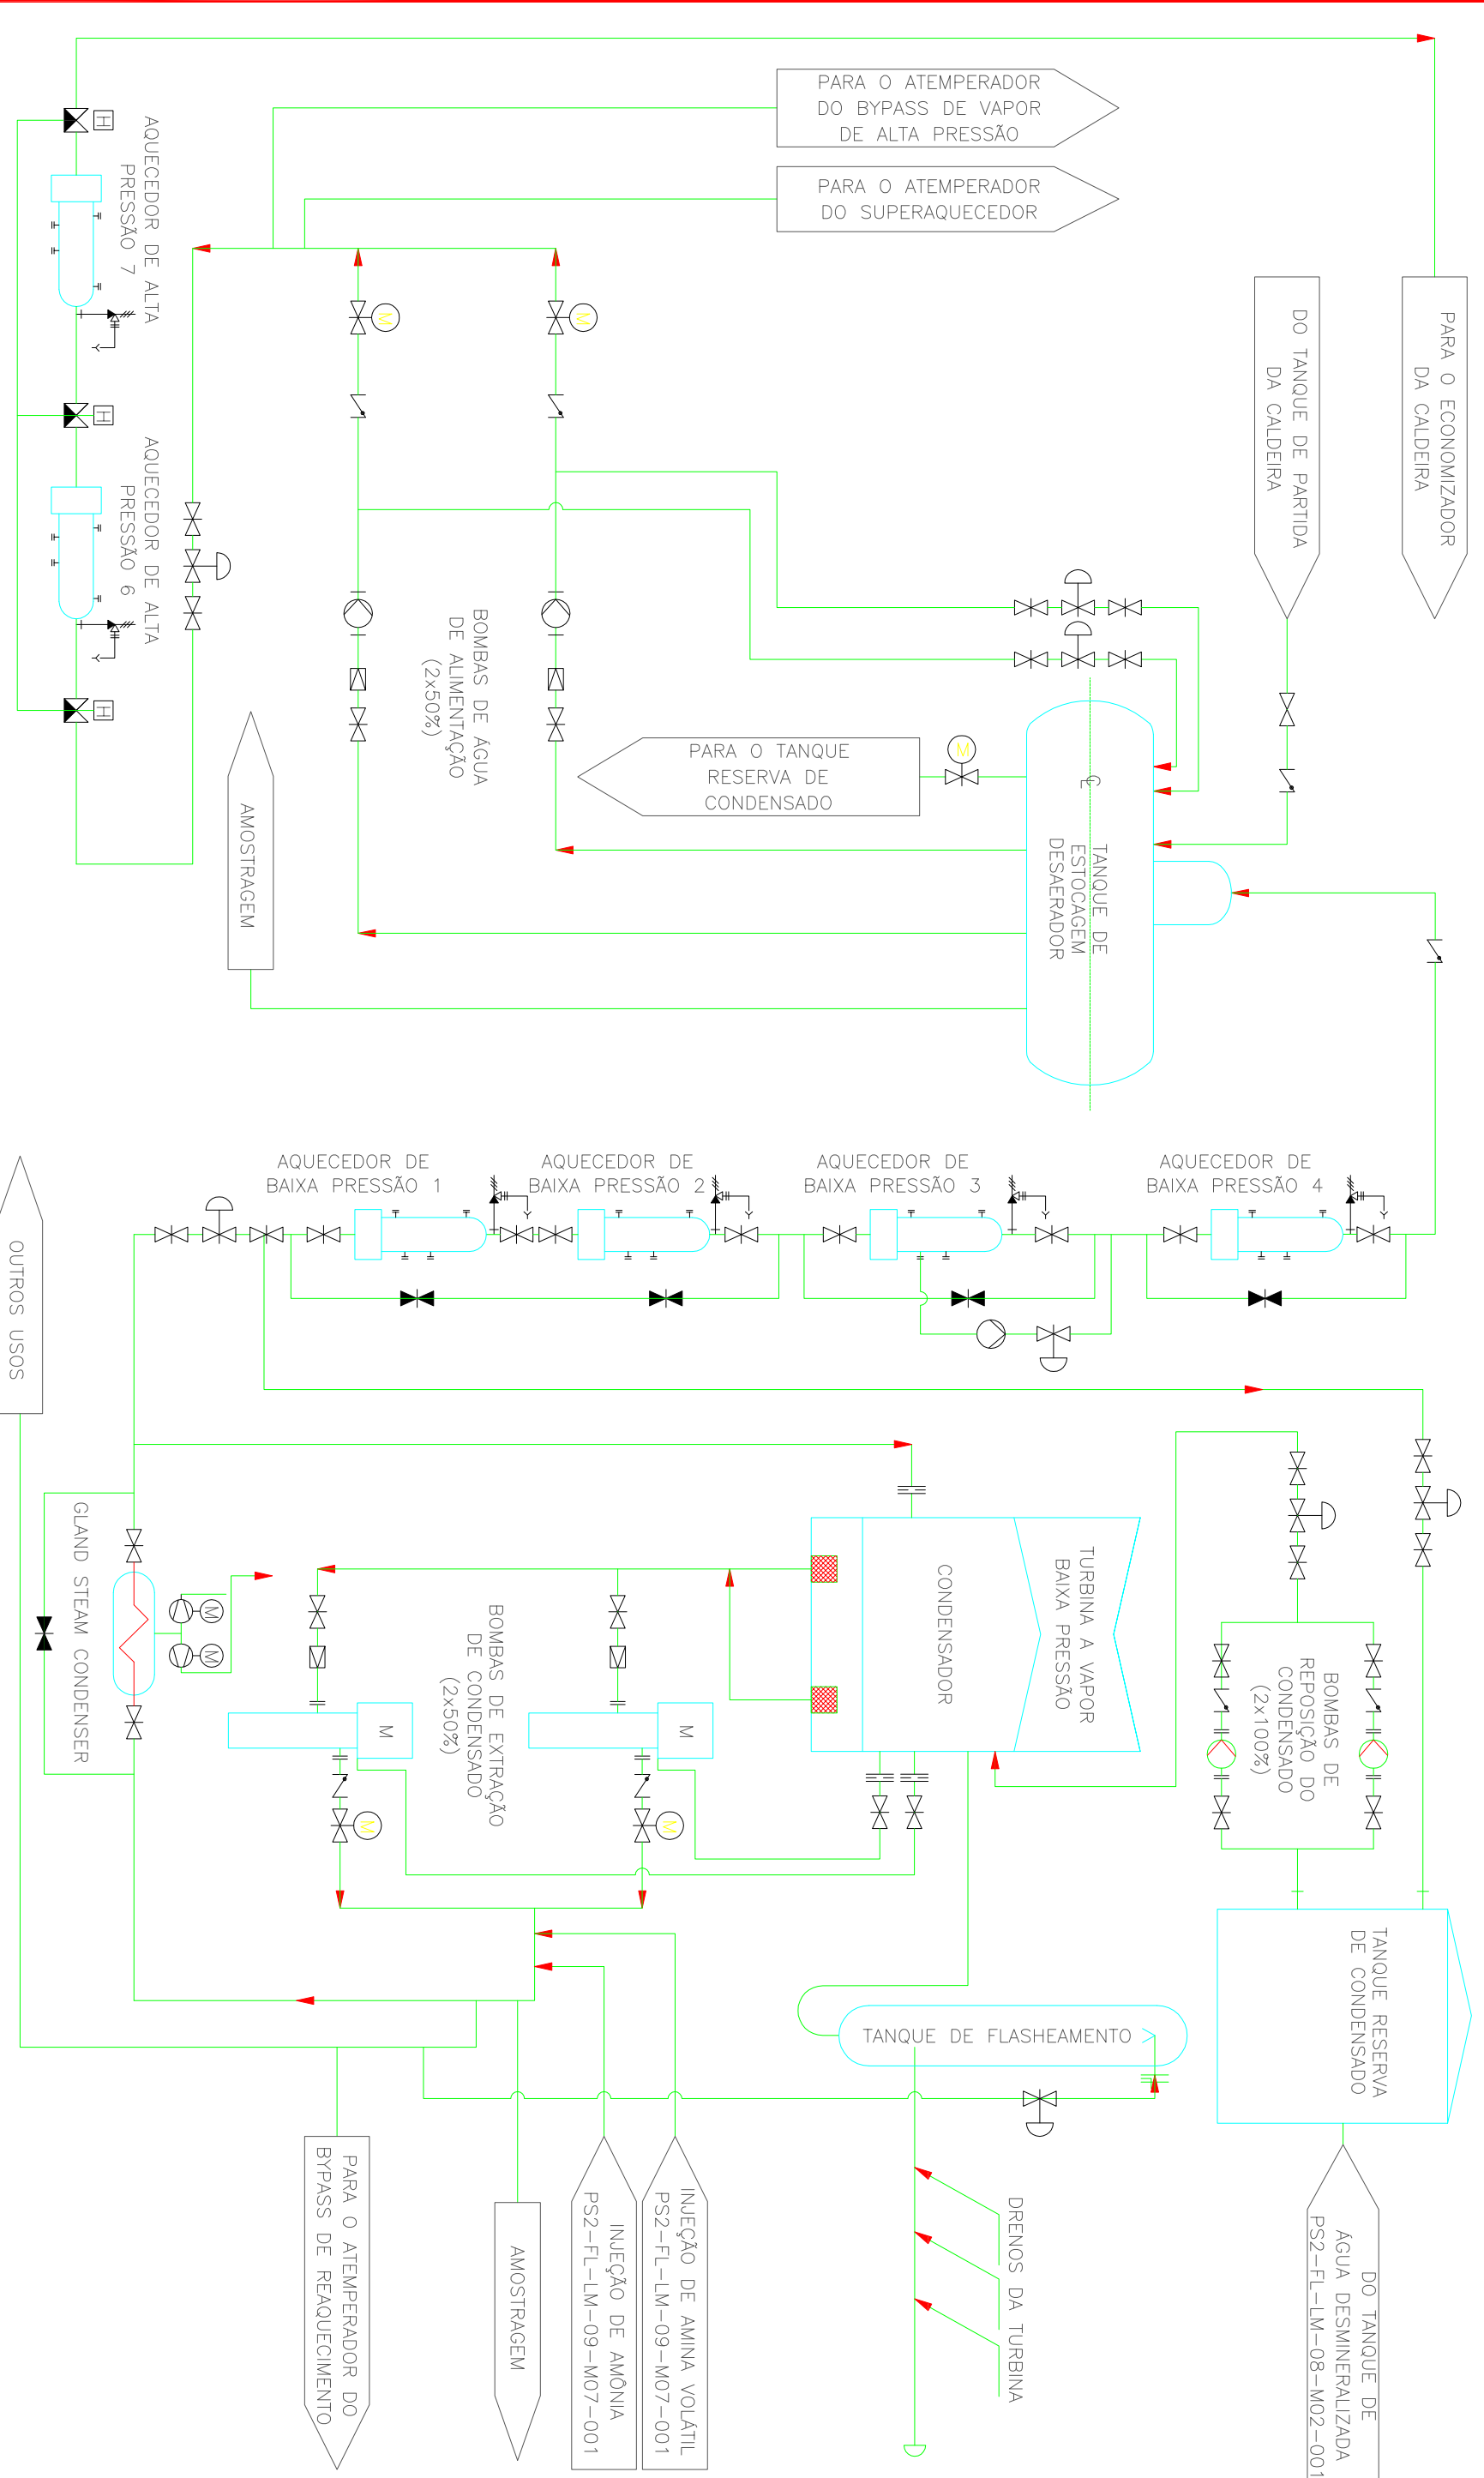 PARA O ATEMPERADOR
DO BYPASS DE VAPOR
DE ALTA PRESSÃO
PARA O ATEMPERADOR
DO SUPERAQUECEDOR
H
AQUECEDOR DE ALTA
PRESSÃO 7
H
AQUECEDOR DE ALTA
PRESSÃO 6
H
M
M
DO TANQUE DE PARTIDA
DA CALDEIRA
PARA O ECONOMIZADOR
DA CALDEIRA
BOMBAS DE ÁGUA
DE ALIMENTAÇÃO
(2x50%)
M
PARA O TANQUE
RESERVA DE
CONDENSADO
CL
TANQUE DE
ESTOCAGEM
DESAERADOR
AMOSTRAGEM
AQUECEDOR DE
BAIXA PRESSÃO 1
AQUECEDOR DE
BAIXA PRESSÃO 2
AQUECEDOR DE
BAIXA PRESSÃO 3
AQUECEDOR DE
BAIXA PRESSÃO 4
OUTROS USOS
GLAND STEAM CONDENSER
M
M
BOMBAS DE EXTRAÇÃO
DE CONDENSADO
(2x50%)
M
M
M
M
CONDENSADOR
TURBINA A VAPOR
BAIXA PRESSÃO
BOMBAS DE
REPOSIÇÃO DO
CONDENSADO
(2x100%)
TANQUE RESERVA
DE CONDENSADO
TANQUE DE FLASHEAMENTO
PARA O ATEMPERADOR DO
BYPASS DE REAQUECIMENTO
AMOSTRAGEM
INJEÇÃO DE AMÔNIA
PS2-FL-LM-09-M07-001
INJEÇÃO DE AMINA VOLÁTIL
PS2-FL-LM-09-M07-001
DRENOS DA TURBINA
DO TANQUE DE
ÁGUA DESMINERALIZADA
PS2-FL-LM-08-M02-001